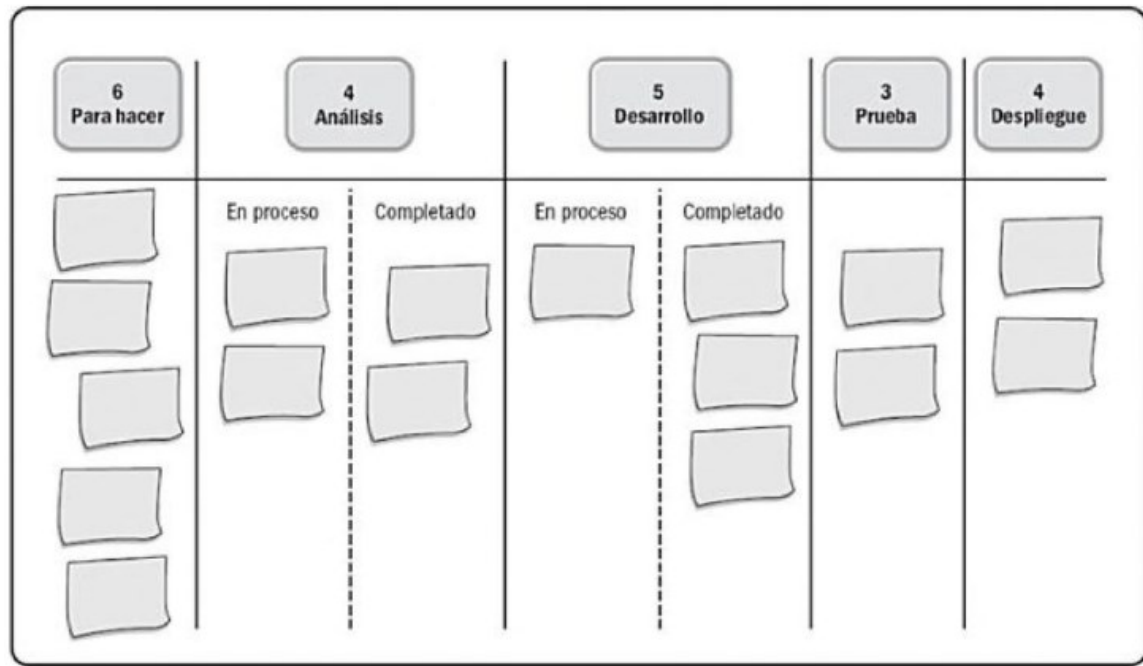 6
Para hacer
4
Análisis
5
Desarrollo
3
Prueba
4
Despliegue
En proceso
Completado
En proceso
Completado